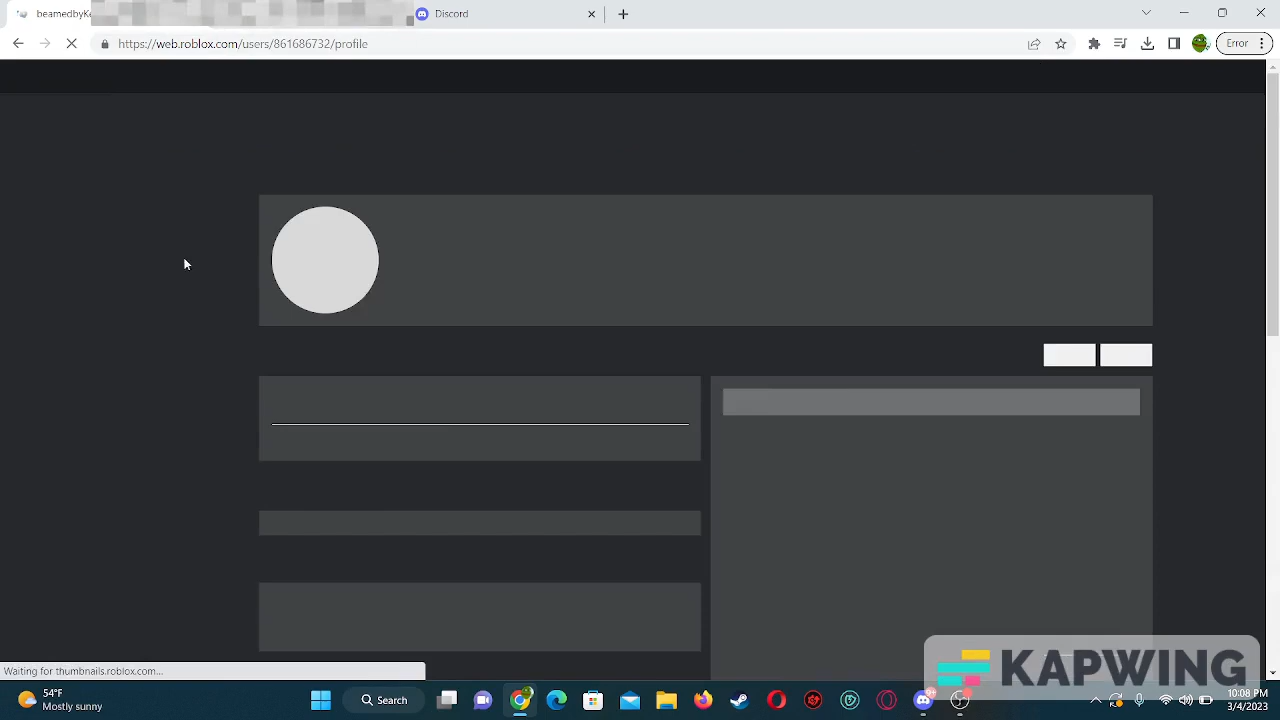 beamedbyKe
Discord
https://web.roblox.com/users/861686732/profile
Error
Waiting for thumbnails.roblox.com...
KAPWING
54°F
Mostly sunny
Search
10:08 PM
3/4/2023